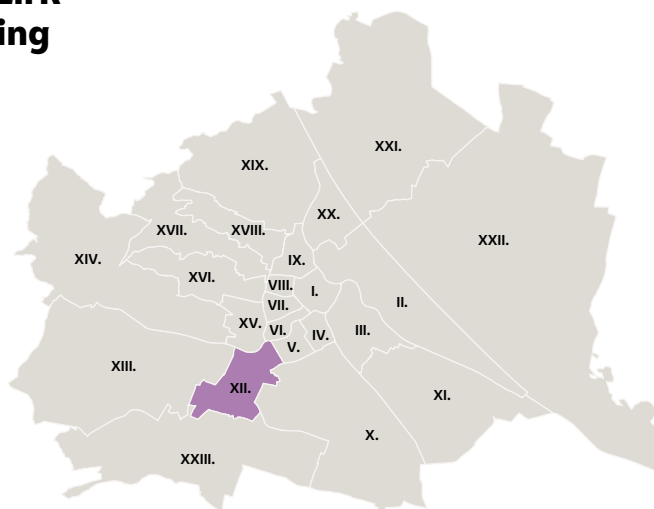 ing
XXI.
XIX.
XX.
XVII.
XVIII.
XXII.
XIV.
IX.
XVI.
VIII.
I.
VII.
II.
XV.
VI.
IV.
III.
V.
XIII.
XII.
XI.
X.
XXIII.